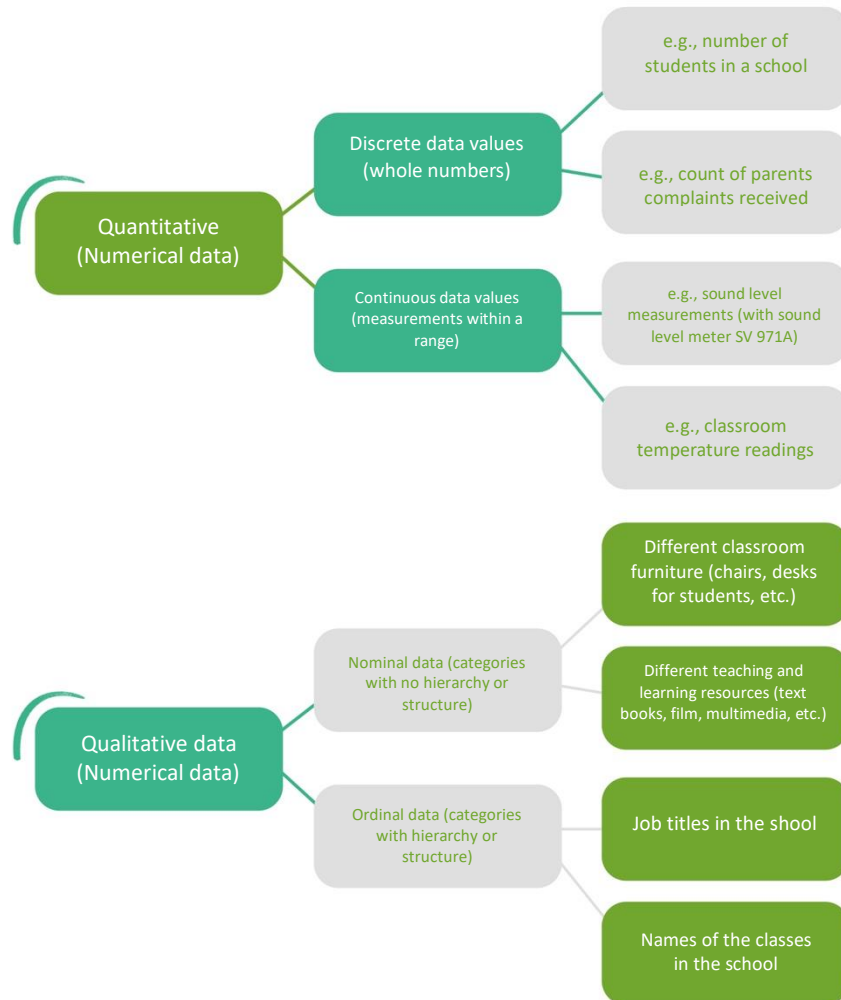 e.g., number of
students in a school
Discrete data values
(whole numbers)
e.g., count of parents
complaints received
Quantitative
(Numerical data)
Continuous data values
(measurements within a
range)
e.g., sound level
measurements (with sound
level meter SV 971A)
e.g., classroom
temperature readings
Different classroom
furniture (chairs, desks
for students, etc.)
Nominal data (categories
with no hierarchy or
structure)
Different teaching and
learning resources (text
books, film, multimedia, etc.)
Qualitative data
(Numerical data)
Ordinal data (categories
with hierarchy or
structure)
Job titles in the shool
Names of the classes
in the school